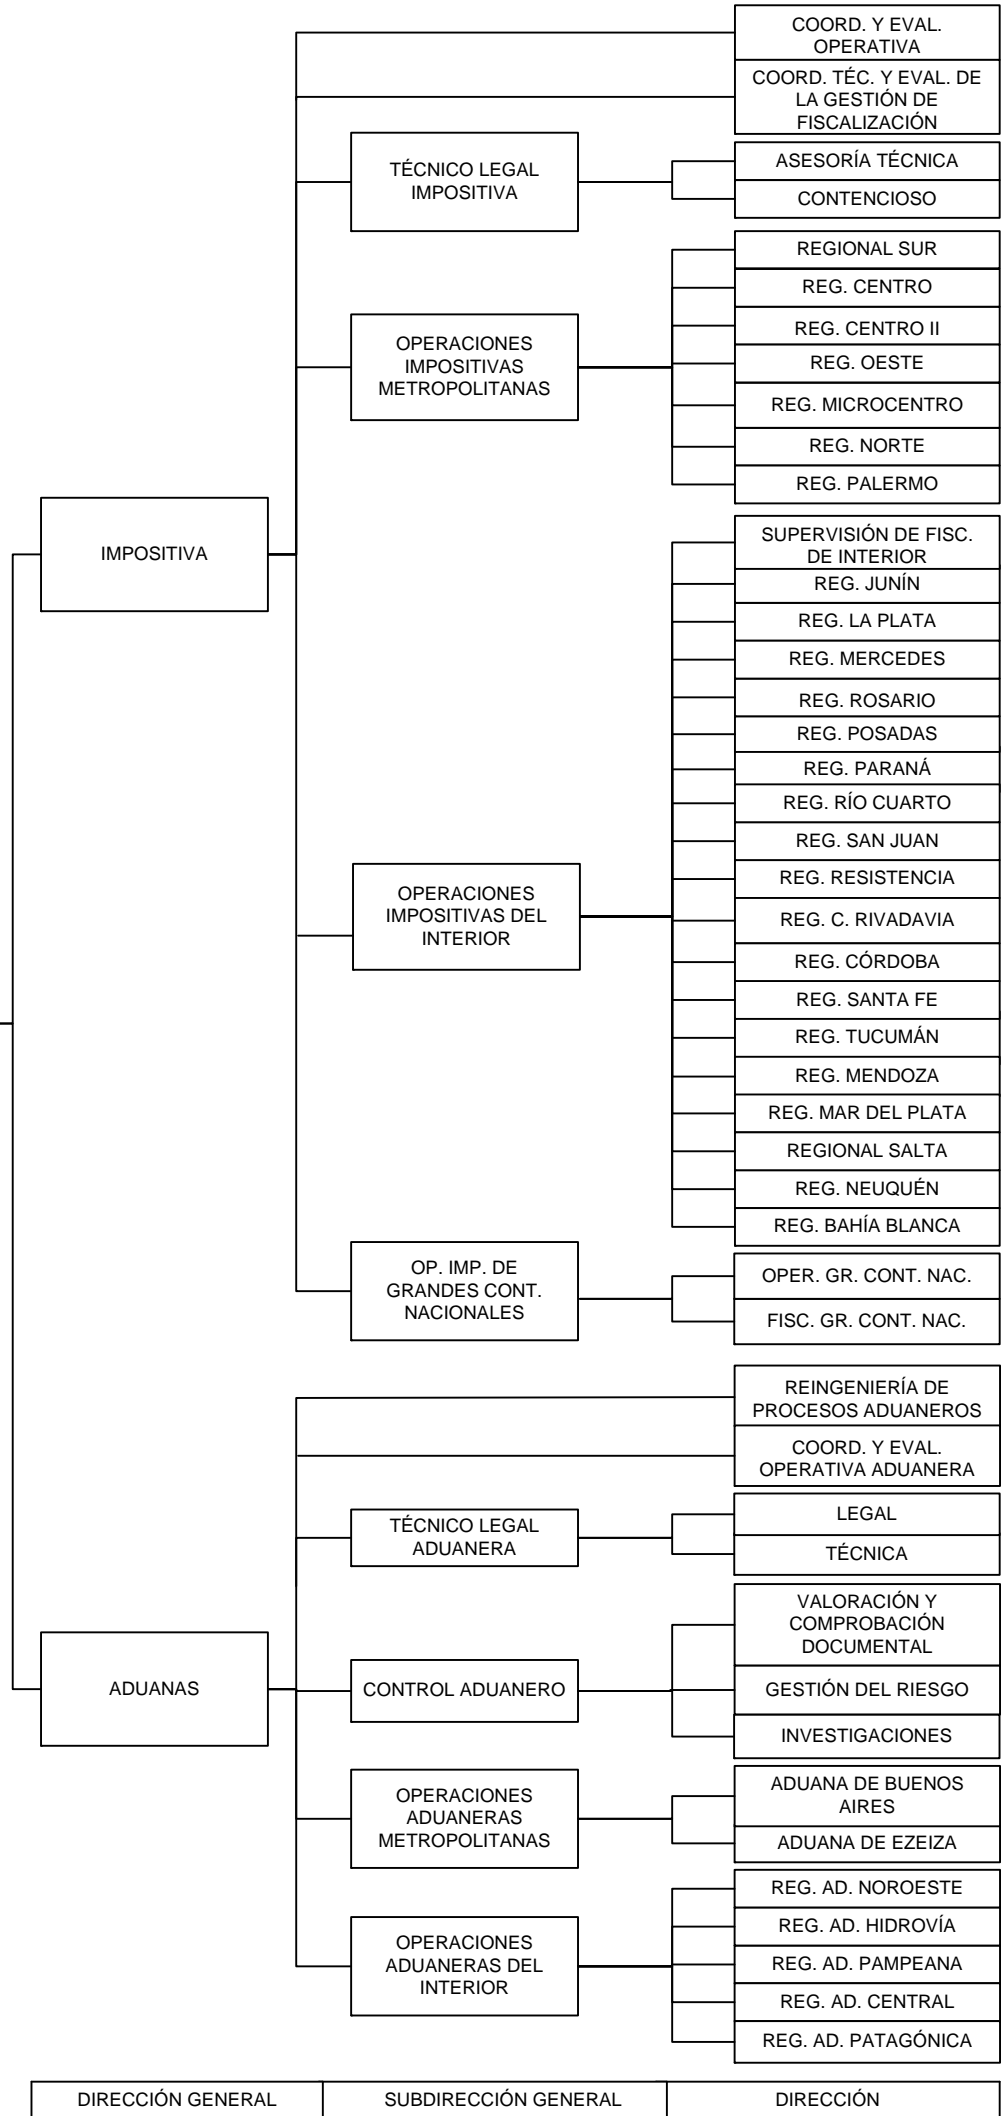 COORD. Y EVAL.
OPERATIVA
COORD. TÉC. Y EVAL. DE
LA GESTIÓN DE
FISCALIZACIÓN
TÉCNICO LEGAL
IMPOSITIVA
ASESORÍA TÉCNICA
CONTENCIOSO
OPERACIONES
IMPOSITIVAS
METROPOLITANAS
REGIONAL SUR
REG. CENTRO
REG. CENTRO II
REG. OESTE
REG. MICROCENTRO
REG. NORTE
REG. PALERMO
IMPOSITIVA
SUPERVISIÓN DE FISC.
DE INTERIOR
REG. JUNÍN
REG. LA PLATA
REG. MERCEDES
REG. ROSARIO
REG. POSADAS
REG. PARANÁ
REG. RÍO CUARTO
REG. SAN JUAN
REG. RESISTENCIA
REG. C. RIVADAVIA
REG. CÓRDOBA
REG. SANTA FE
REG. TUCUMÁN
REG. MENDOZA
REG. MAR DEL PLATA
REGIONAL SALTA
REG. NEUQUÉN
REG. BAHÍA BLANCA
OPERACIONES
IMPOSITIVAS DEL
INTERIOR
OP. IMP. DE
GRANDES CONT.
NACIONALES
OPER. GR. CONT. NAC.
FISC. GR. CONT. NAC.
REINGENIERÍA DE
PROCESOS ADUANEROS
COORD. Y EVAL.
OPERATIVA ADUANERA
TÉCNICO LEGAL
ADUANERA
LEGAL
TÉCNICA
ADUANAS
CONTROL ADUANERO
VALORACIÓN Y
COMPROBACIÓN
DOCUMENTAL
GESTIÓN DEL RIESGO
INVESTIGACIONES
OPERACIONES
ADUANERAS
METROPOLITANAS
ADUANA DE BUENOS
AIRES
ADUANA DE EZEIZA
OPERACIONES
ADUANERAS DEL
INTERIOR
REG. AD. NOROESTE
REG. AD. HIDROVÍA
REG. AD. PAMPEANA
REG. AD. CENTRAL
REG. AD. PATAGÓNICA
DIRECCIÓN GENERAL
SUBDIRECCIÓN GENERAL
DIRECCIÓN